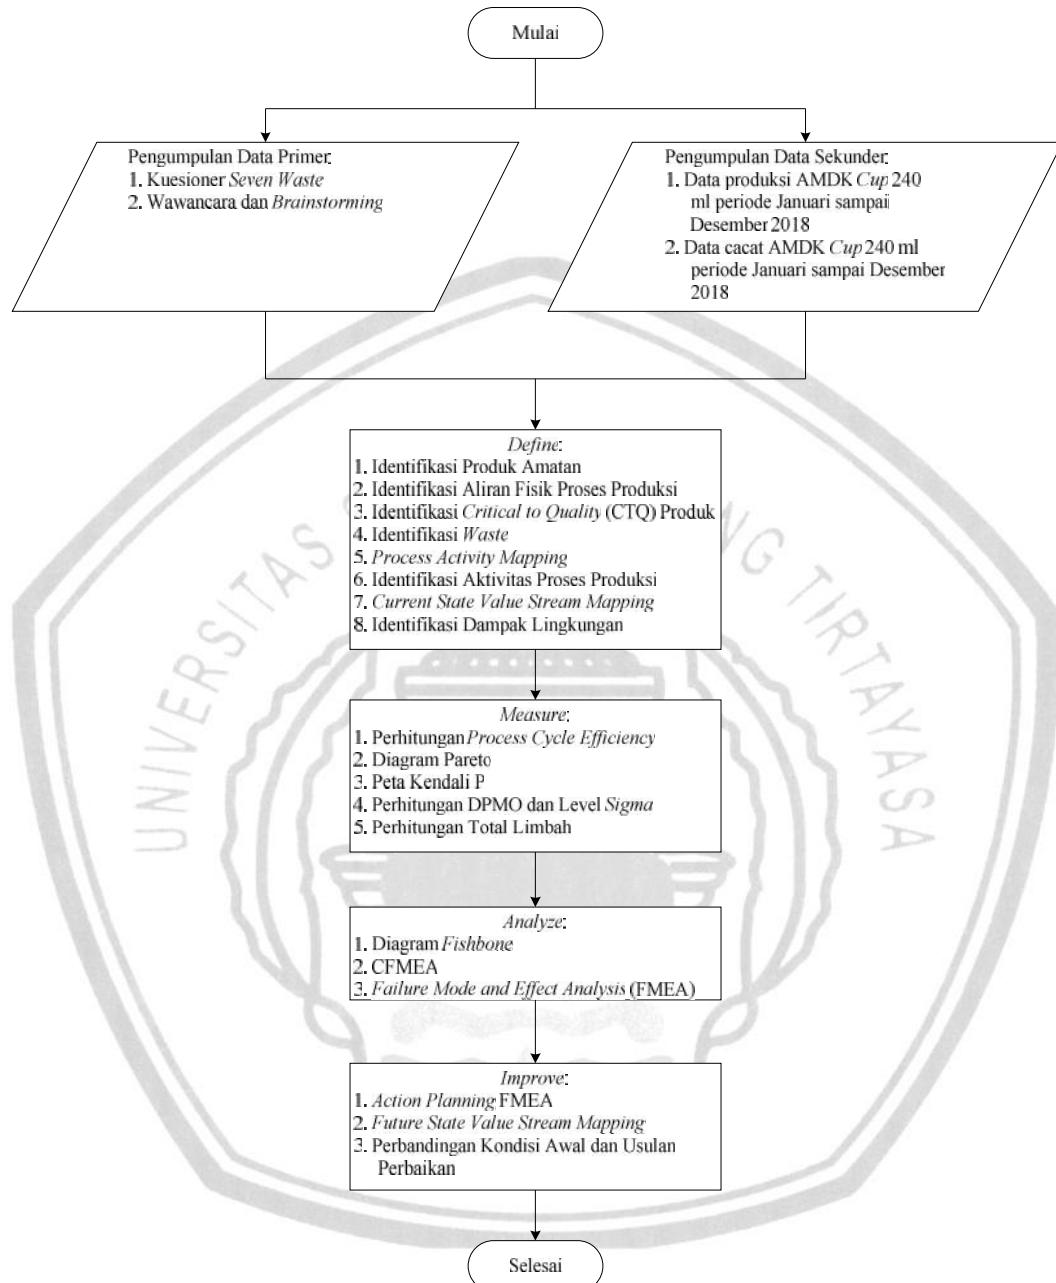 Mulai
Pengumpulan Data Primer:
1. Kuesioner Seven Waste
2. Wawancara dan Brainstorming
Pengumpulan Data Sekunder:
1. Data produksi AMDK Cup 240
ml periode Januari sampai
Desember 2018
2. Data cacat AMDK Cup 240 ml
periode Januari sampai Desember
2018
Define:
1. Identifikasi Produk Amatan
2. Identifikasi Aliran Fisik Proses Produksi
3. Identifikasi Critical to Quality (CTQ) Produk
4. Identifikasi Waste
5. Process Activity Mapping
6. Identifikasi Aktivitas Proses Produksi
7. Current State Value Stream Mapping
8. Identifikasi Dampak Lingkungan
Measure:
1. Perhitungan Process Cycle Efficiency
2. Diagram Pareto
3. Peta Kendali P
4. Perhitungan DPMO dan Level Sigma
5. Perhitungan Total Limbah
Analyze:
1. Diagram Fishbone
2. CFMEA
3. Failure Mode and Effect Analysis (FMEA)
Improve:
1. Action Planning FMEA
2. Future State Value Stream Mapping
3. Perbandingan Kondisi Awal dan Usulan
Perbaikan
Selesai
UNIVERSITAS TIRTAYASA